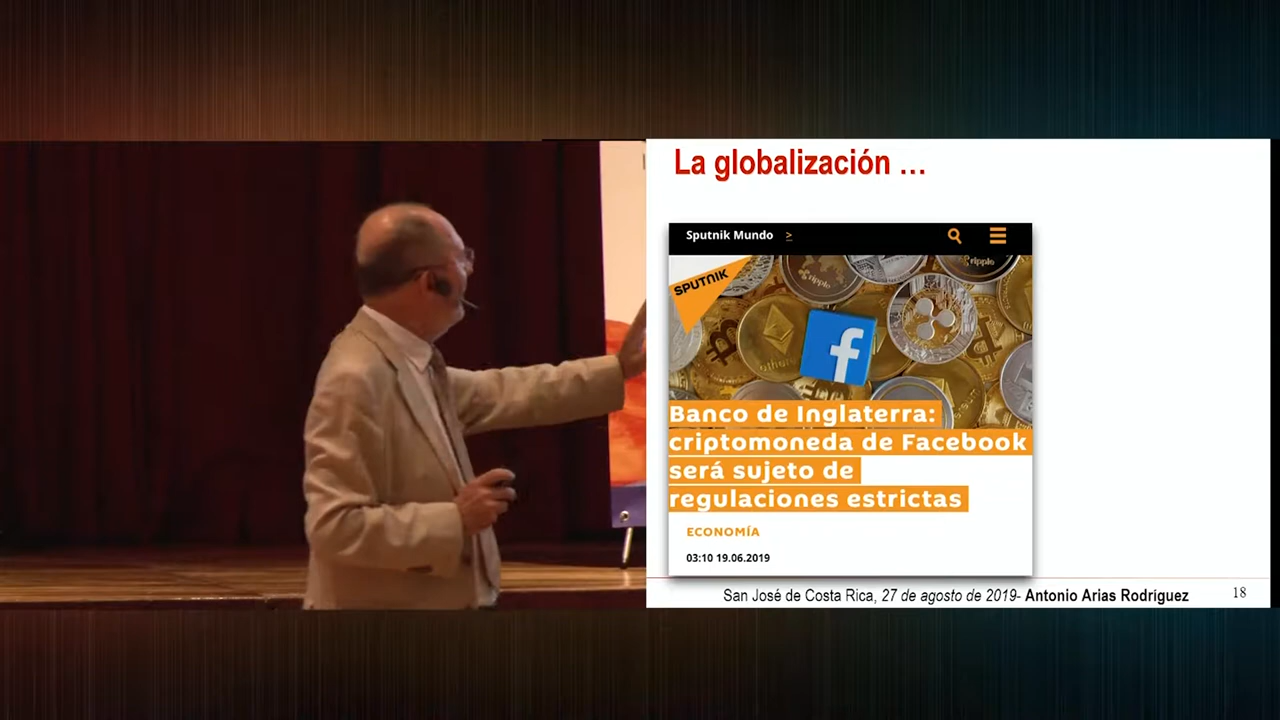 La globalización ...
Sputnik Mundo >
SPUTNIK
ripple
ripple
Banco de Inglaterra:
criptomoneda de Facebook
será sujeto de
regulaciones estrictas
ECONOMÍA
03:10 19.06.2019
San José de Costa Rica, 27 de agosto de 2019- Antonio Arias Rodríguez
18